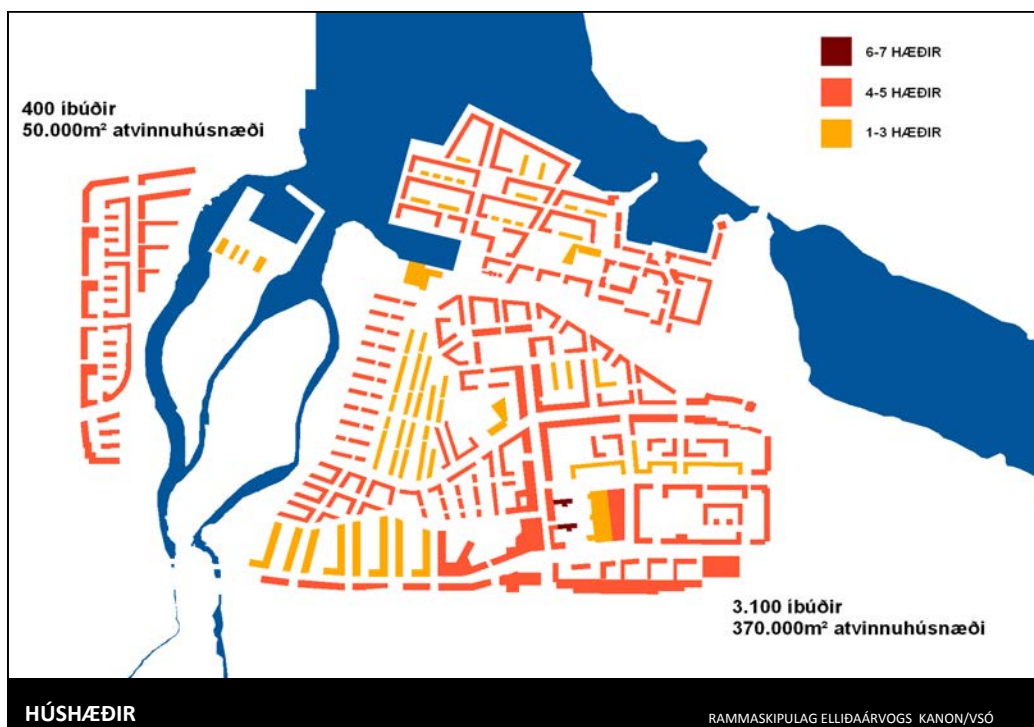 6-7 HÆÐIR
4-5 HÆÐIR
1-3 HÆÐIR
400 íbúðir
50.000m² atvinnuhúsnæði
3.100 íbúðir
370.000m² atvinnuhúsnæði
HÚSHÆÐIR
RAMMASKIPULAG ELLIÐAÁRVOGS KANON/VSÓ